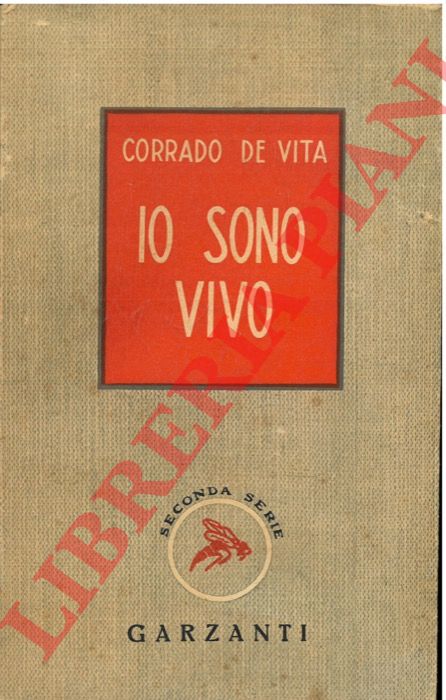 CORRADO DE VITA
IO SONO
VIVO
SECONDA SERIE
GARZANTI
LIBRERIA PIANI